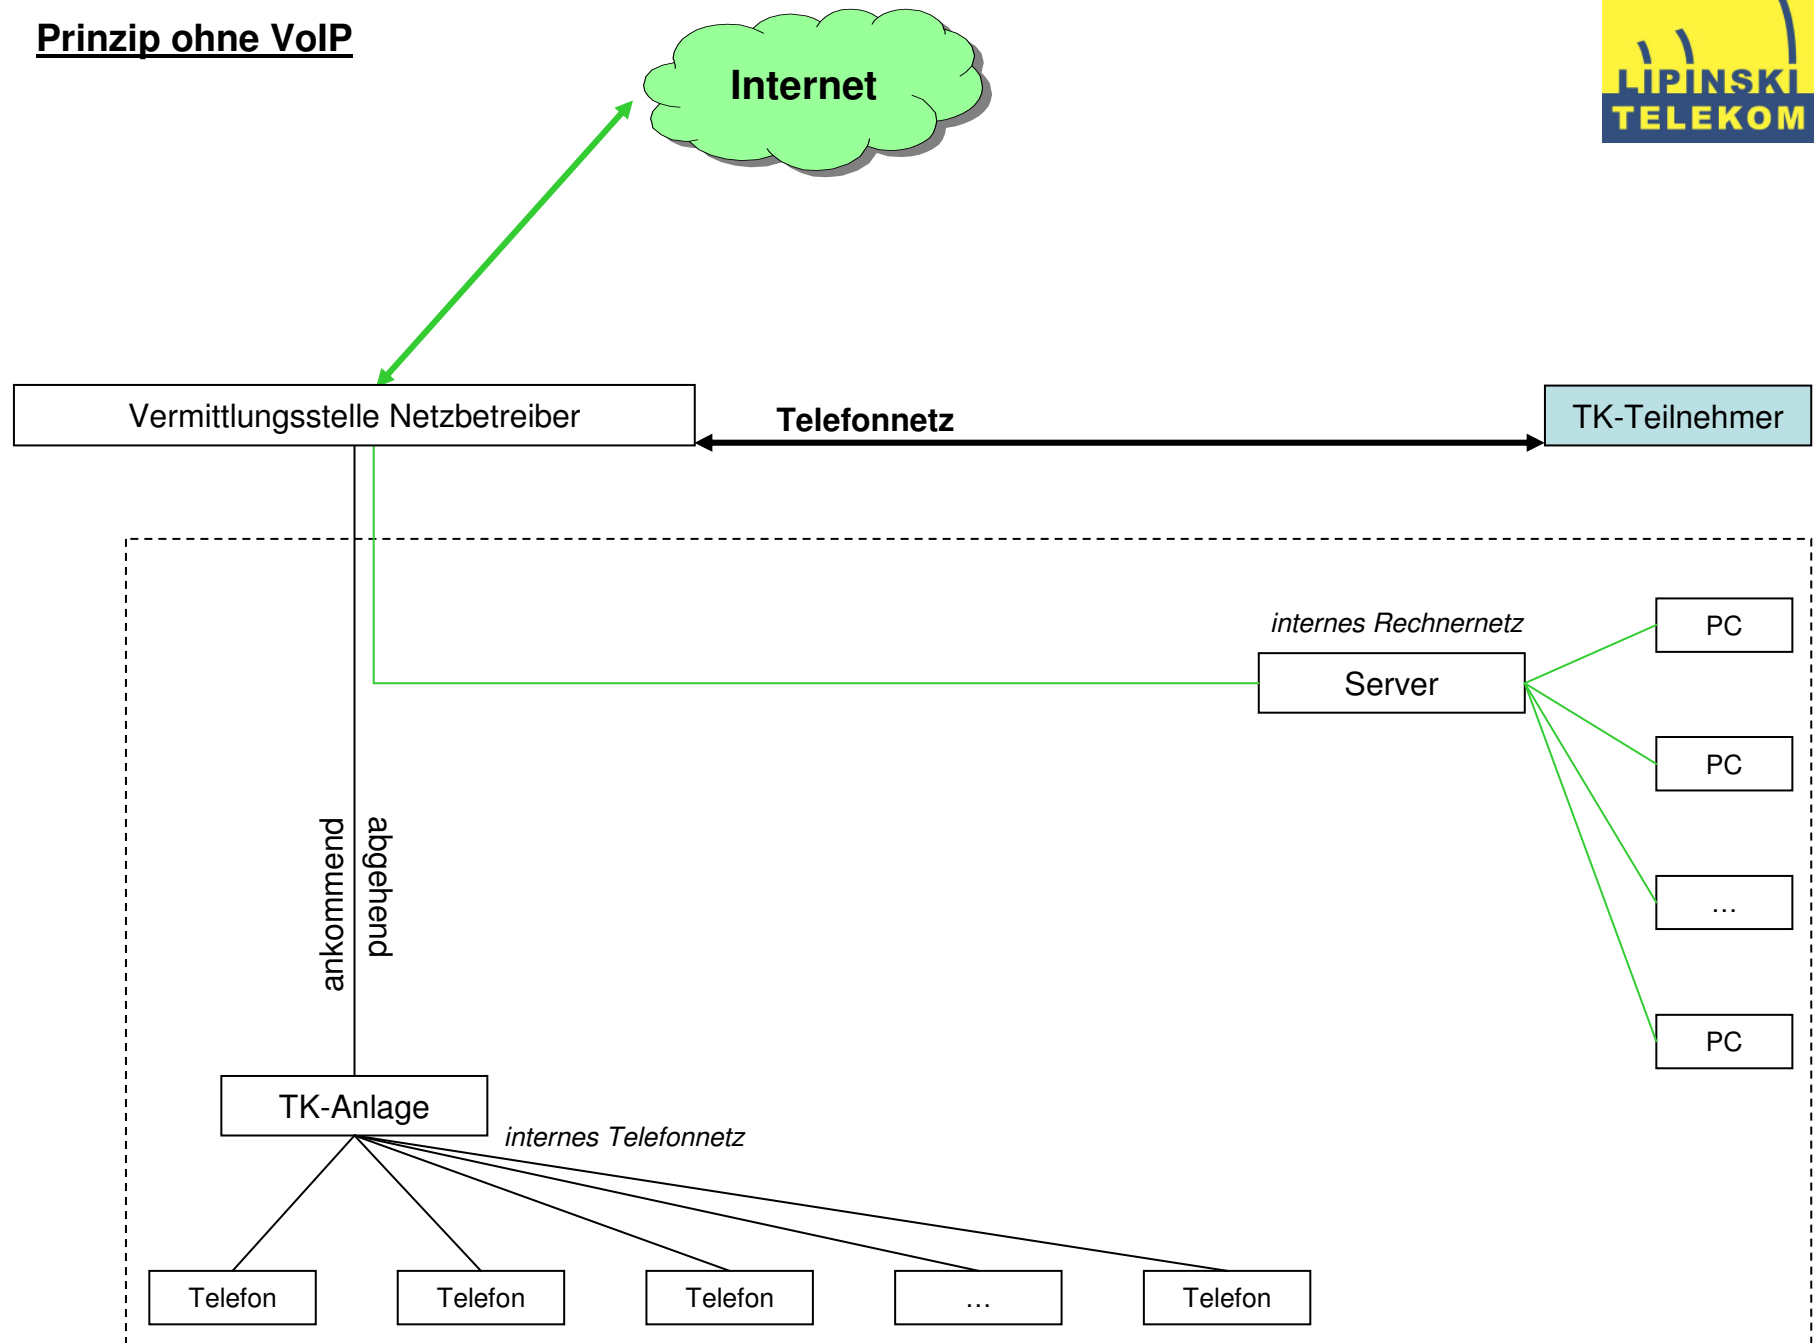 Prinzip ohne VoIP
Internet
LIPINSKI
TELEKOM
Vermittlungsstelle Netzbetreiber
Telefonnetz
TK-Teilnehmer
internes Rechnernetz
PC
Server
PC
ankommend
abgehend
…
PC
TK-Anlage
internes Telefonnetz
Telefon
Telefon
Telefon
…
Telefon